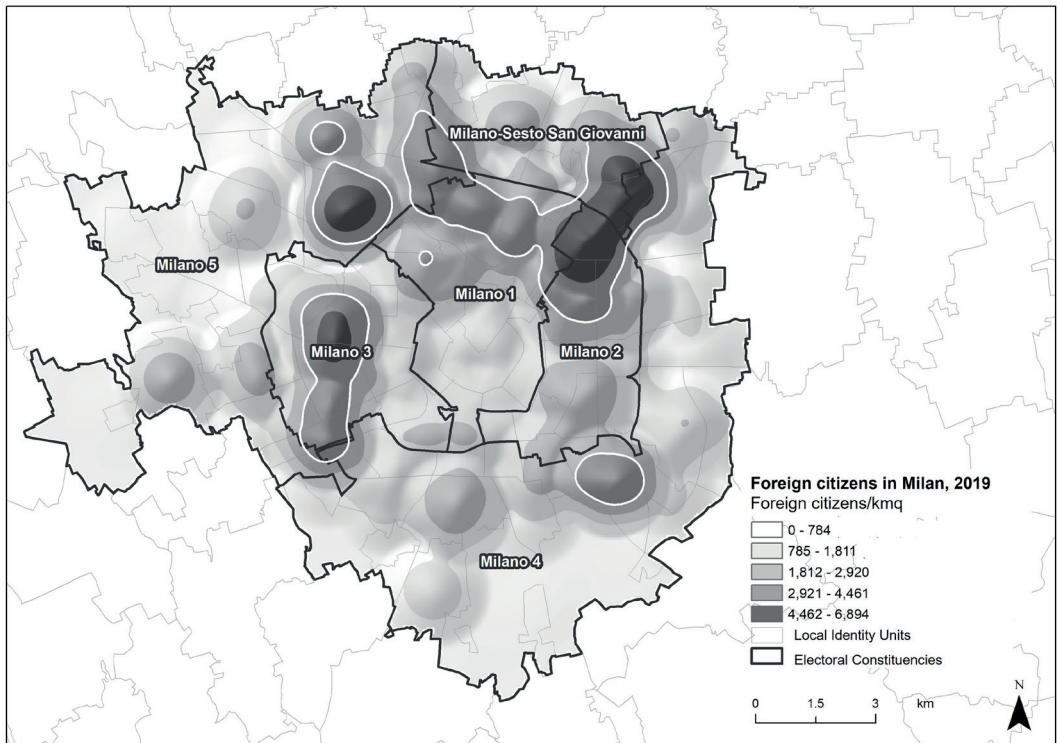 Milano-Sesto San Giovanni
Milano 5
Milano 1
Milano 3
Milano 2
Milano 4
Foreign citizens in Milan, 2019
Foreign citizens/kmq
0 - 784
785 - 1,811
1,812 - 2,920
2,921 - 4,461
4,462 - 6,894
Local Identity Units
Electoral Constituencies
N
0 1.5 3 km